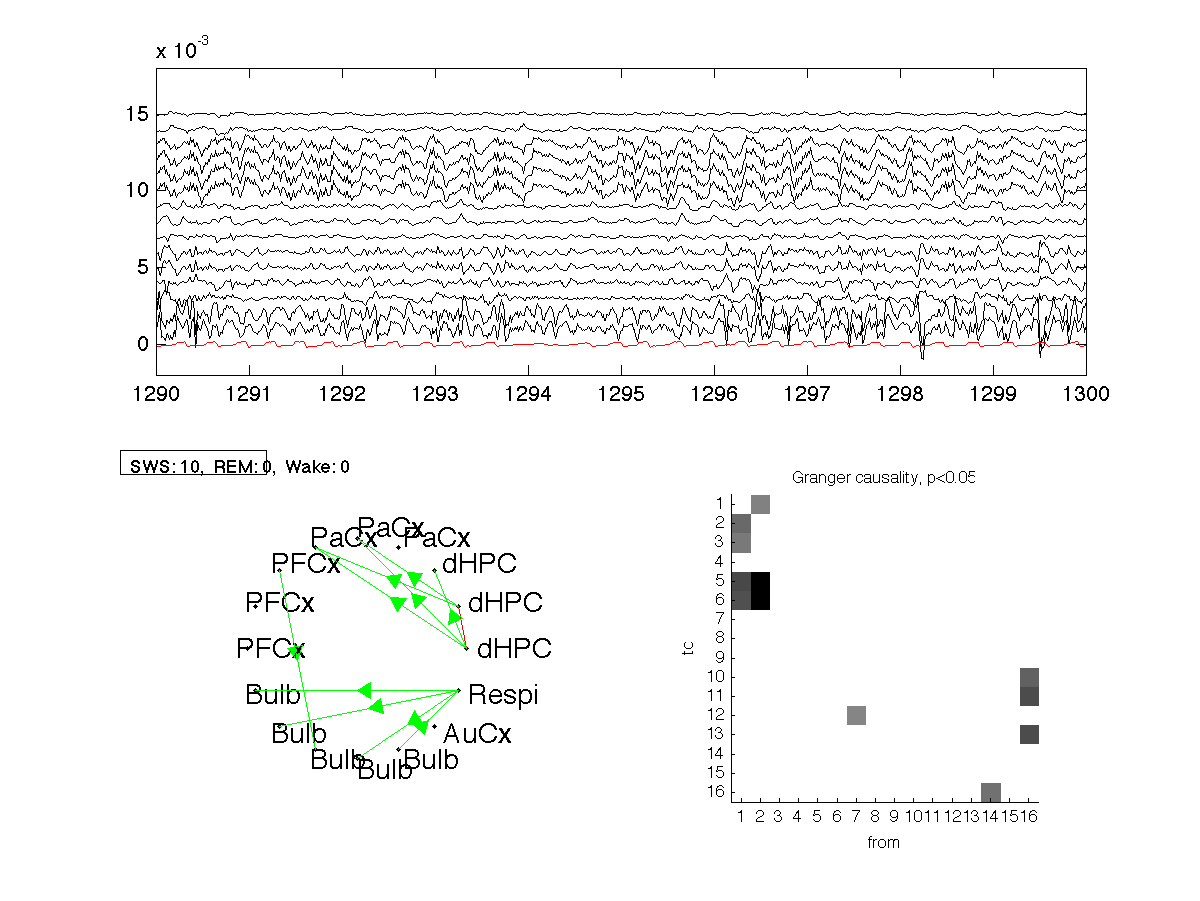 x 10-3
15
10
5
0
1290 1291 1292 1293 1294 1295 1296 1297 1298 1299 1300
SWS:10, REM:0, Wake:0
Granger causality, p<0.05
PaCx
PaCx PaCx
PFCx dHPC
PFCx dHPC
PFCx dHPC
Bulb Respi
Bulb AuCx
Bulb Bulb
Bulb
1
2
3
4
5
6
7
8
9
10
11
12
13
14
15
16
to
1 2 3 4 5 6 7 8 9 10 11 12 13 14 15 16
from